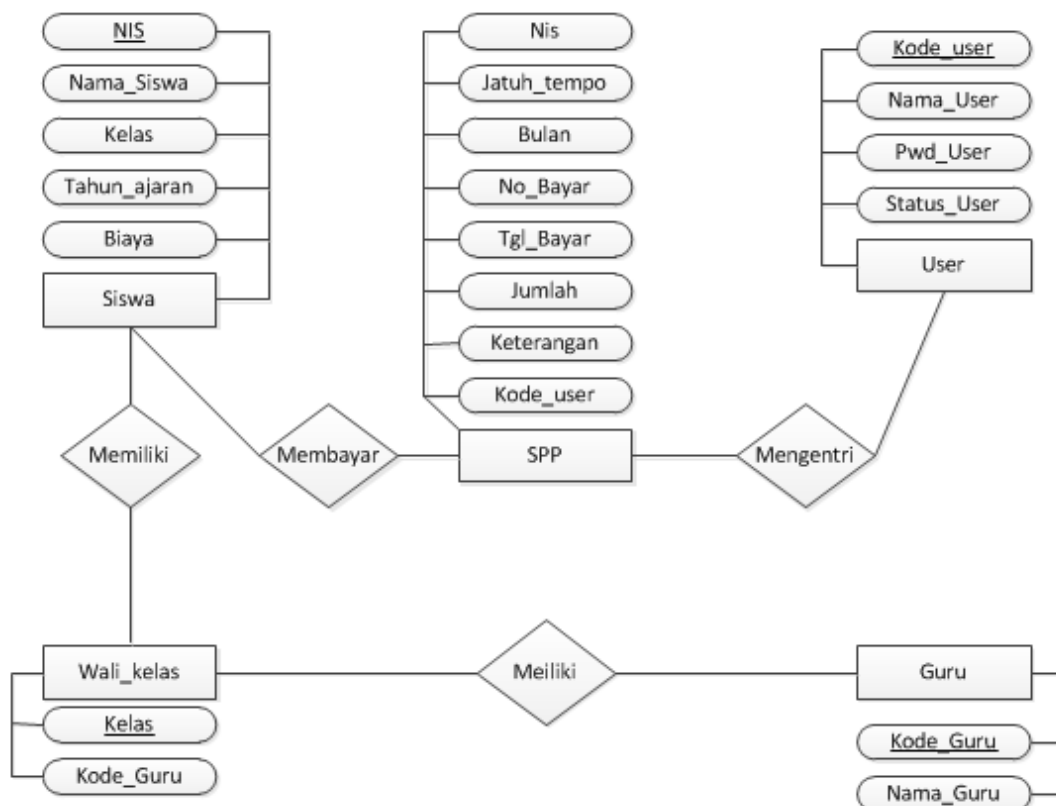 NIS
Nama_Siswa
Kelas
Tahun_ajaran
Biaya
Siswa
Nis
Jatuh_tempo
Bulan
No_Bayar
Tgl_Bayar
Jumlah
Keterangan
Kode_user
SPP
Kode_user
Nama_User
Pwd_User
Status_User
User
Memiliki
Membayar
Mengentri
Wali_kelas
Kelas
Kode_Guru
Meiliki
Guru
Kode_Guru
Nama_Guru